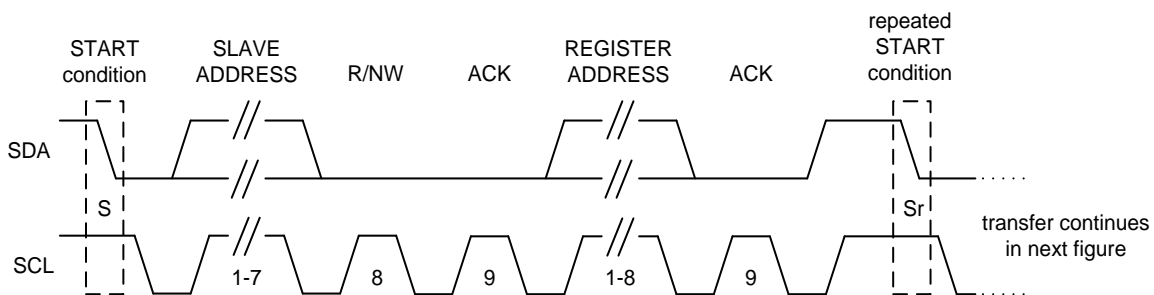 START
condition
SLAVE
ADDRESS
R/NW
ACK
REGISTER
ADDRESS
ACK
repeated
START
condition
SDA
S
Sr
transfer continues
in next figure
SCL
1-7
8
9
1-8
9